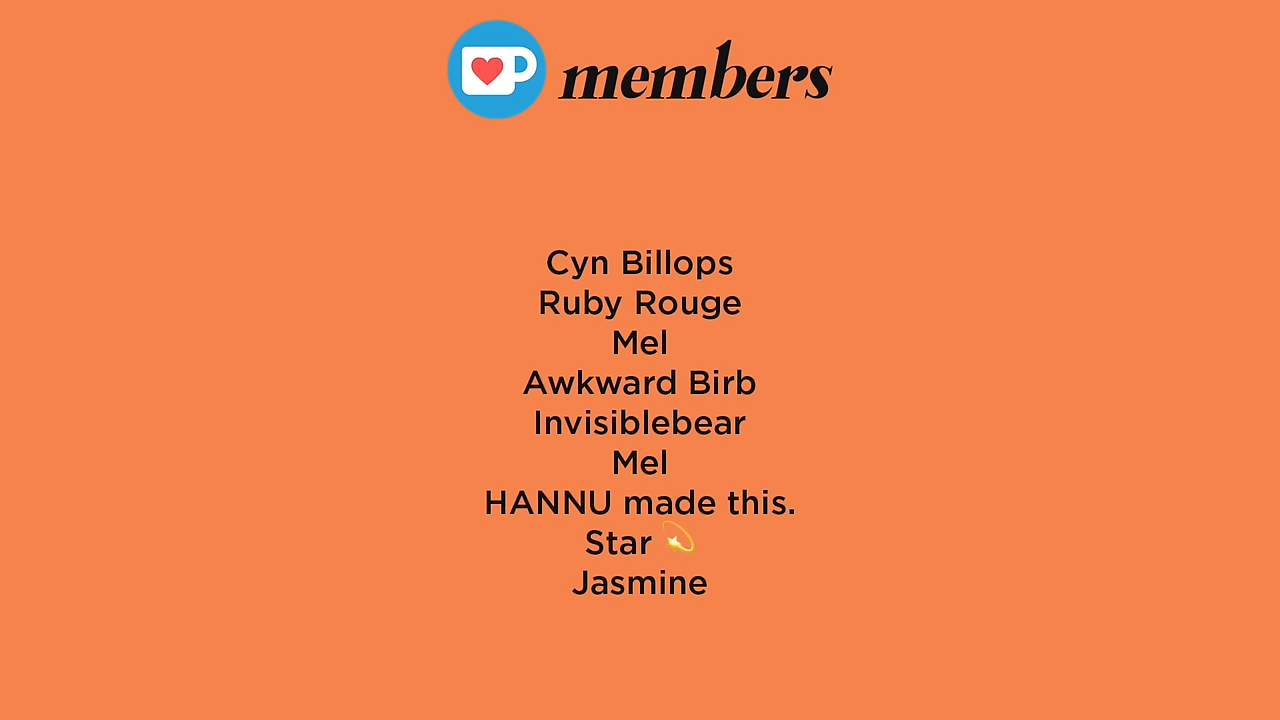 members
Cyn Billops
Ruby Rouge
Mel
Awkward Birb
Invisiblebear
Mel
HANNU made this.
Star 💫
Jasmine